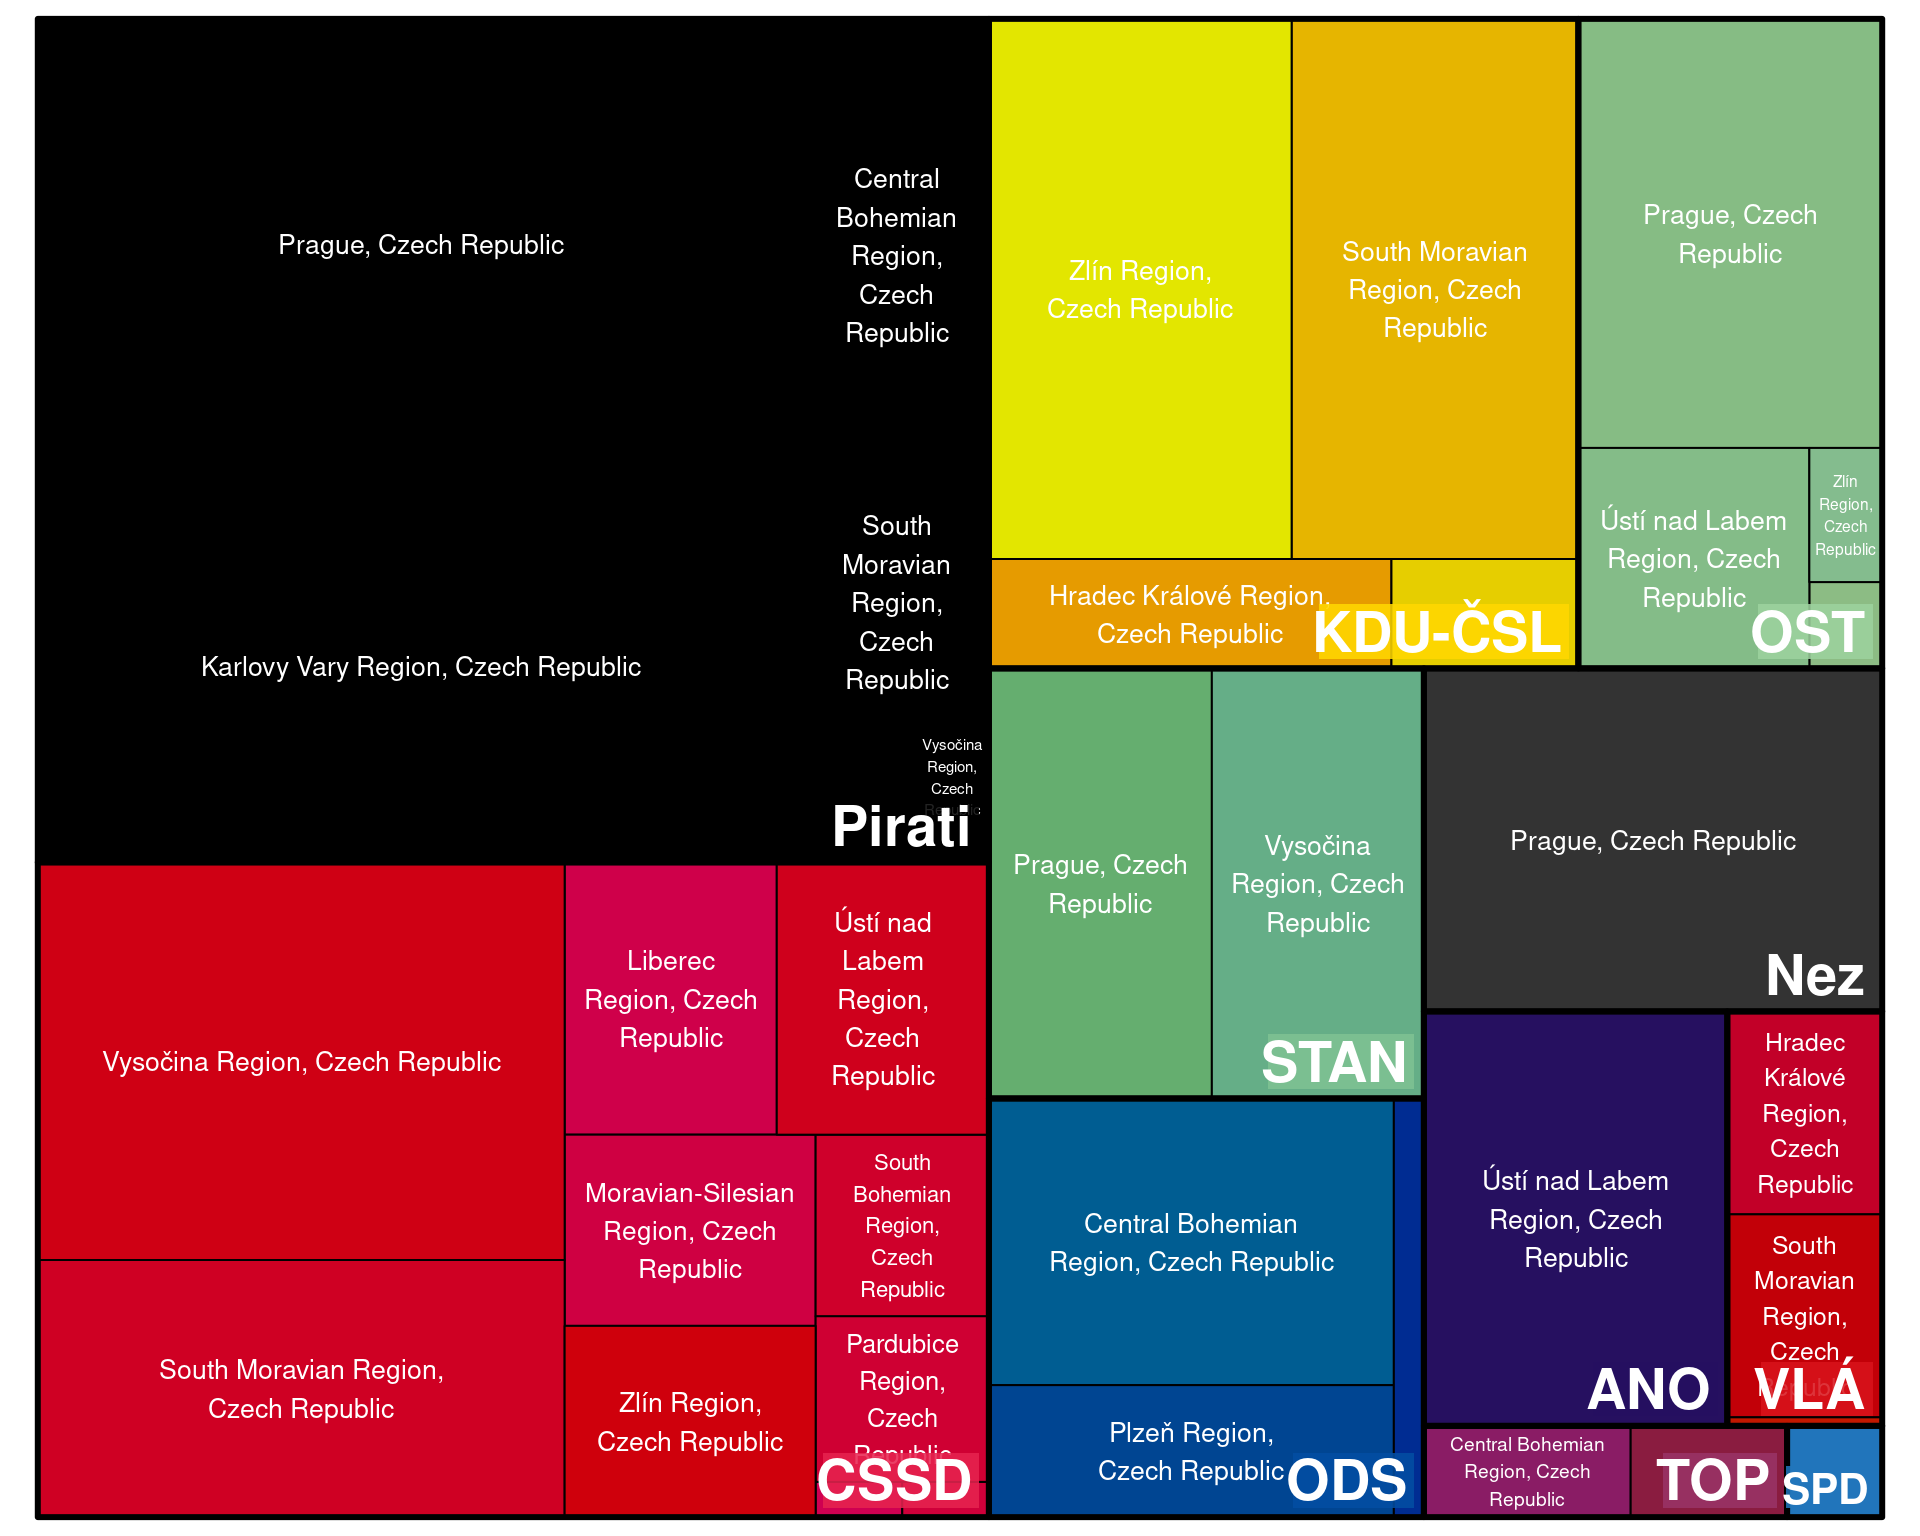 Prague, Czech Republic
Central
Bohemian
Region,
Czech
Republic
Karlovy Vary Region, Czech Republic
South
Moravian
Region,
Czech
Republic
Vysočina
Region,
Czech
Pirati
Zlín Region,
Czech Republic
South Moravian
Region, Czech
Republic
Hradec Králové Region,
Czech Republic
KDU-ČSL
Prague, Czech
Republic
Ústí nad Labem
Region, Czech
Republic
Zlín
Region,
Czech
Republic
OST
Vysočina Region, Czech Republic
South Moravian Region,
Czech Republic
Liberec
Region, Czech
Republic
Ústí nad
Labem
Region,
Czech
Republic
Moravian-Silesian
Region, Czech
Republic
South
Bohemian
Region,
Czech
Republic
Zlín Region,
Czech Republic
Pardubice
Region,
Czech
Republic
CSSD
Prague, Czech
Republic
Vysočina
Region, Czech
Republic
STAN
Prague, Czech Republic
Nez
Central Bohemian
Region, Czech Republic
Plzeň Region,
Czech Republic
ODS
Ústí nad Labem
Region, Czech
Republic
ANO
Hradec
Králové
Region,
Czech
Republic
South
Moravian
Region,
Czech
VLÁ
Central Bohemian
Region, Czech
Republic
TOP
SPD